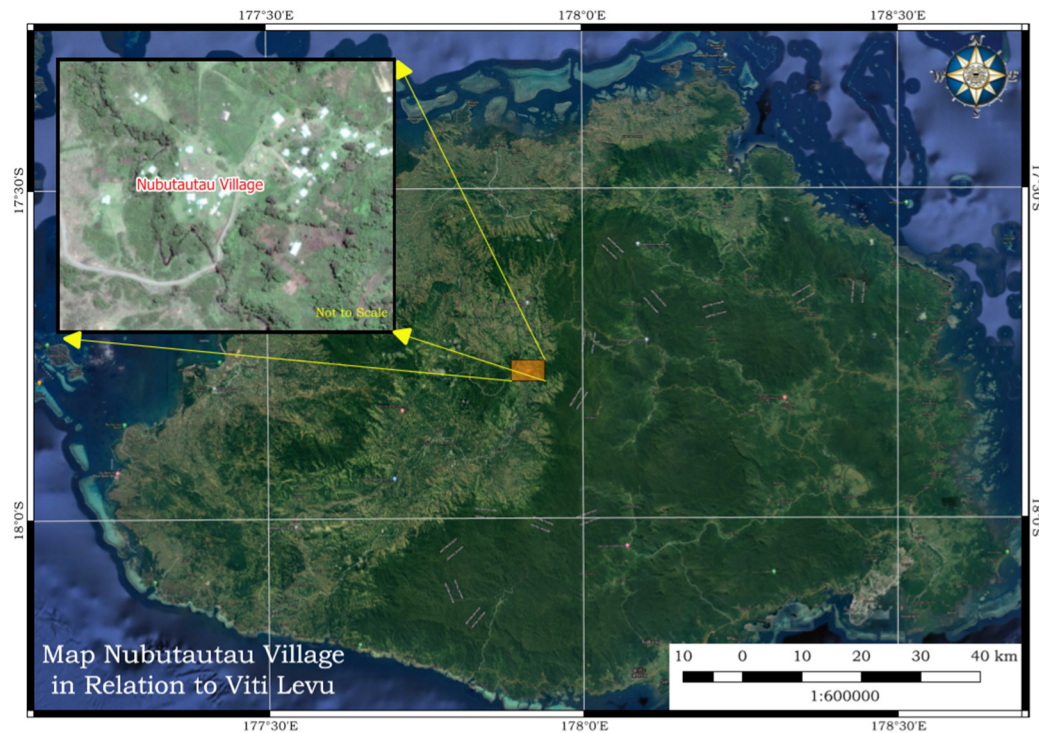 177°30'E 178°0'E 178°30'E
17°30'S
17°30'S
Nubutautau Village
Not to Scale
18°0'S
18°0'S
Map Nubutautau Village
in Relation to Viti Levu
10 0 10 20 30 40 km
1:600000
177°30'E 178°0'E 178°30'E